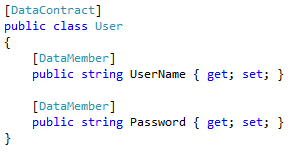 [DataContract]
public class User
{
    [DataMember]
    public string UserName { get; set; }
    [DataMember]
    public string Password { get; set; }
}